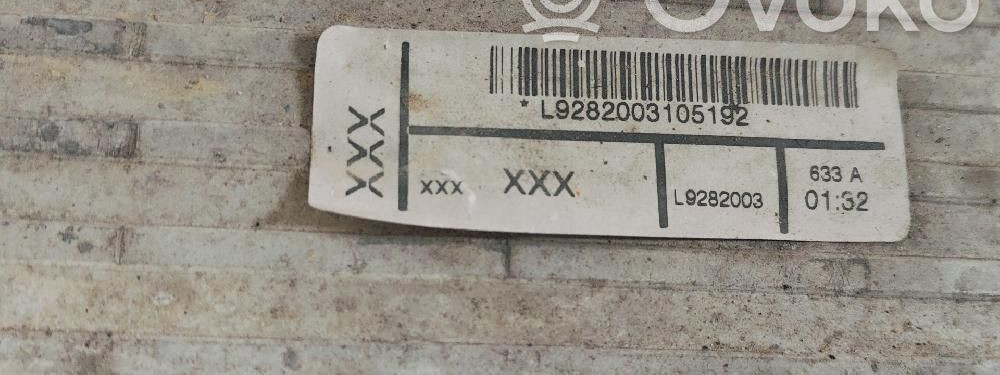 OVOKO
* L9282003105192
XXX
xxx XXX
L9282003
633 A
01:32